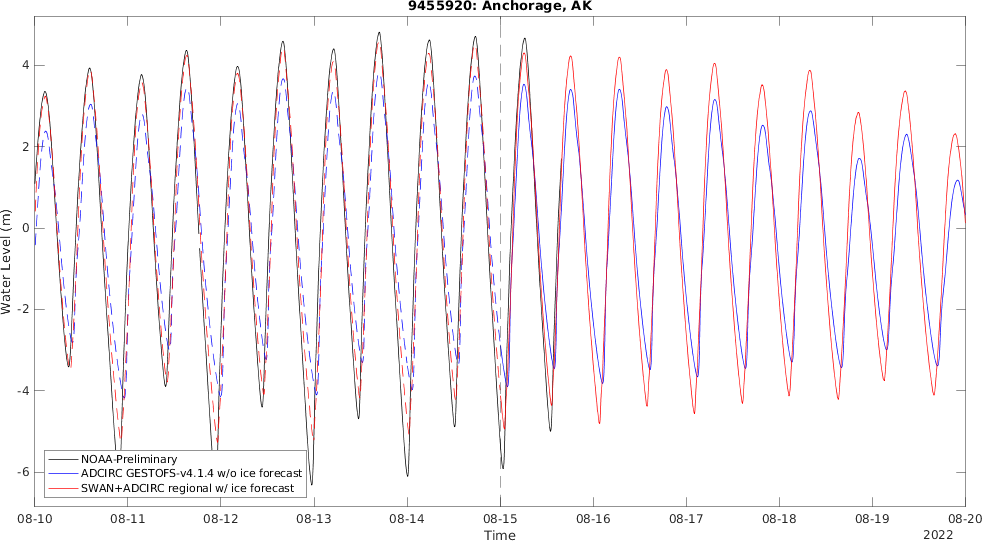 9455920: Anchorage, AK
Water Level (m)
4
2
0
-2
-4
-6
NOAA-Preliminary
ADCIRC GESTOFS-v4.1.4 w/o ice forecast
SWAN+ADCIRC regional w/ ice forecast
08-10 08-11 08-12 08-13 08-14 08-15 08-16 08-17 08-18 08-19 08-20
Time
2022